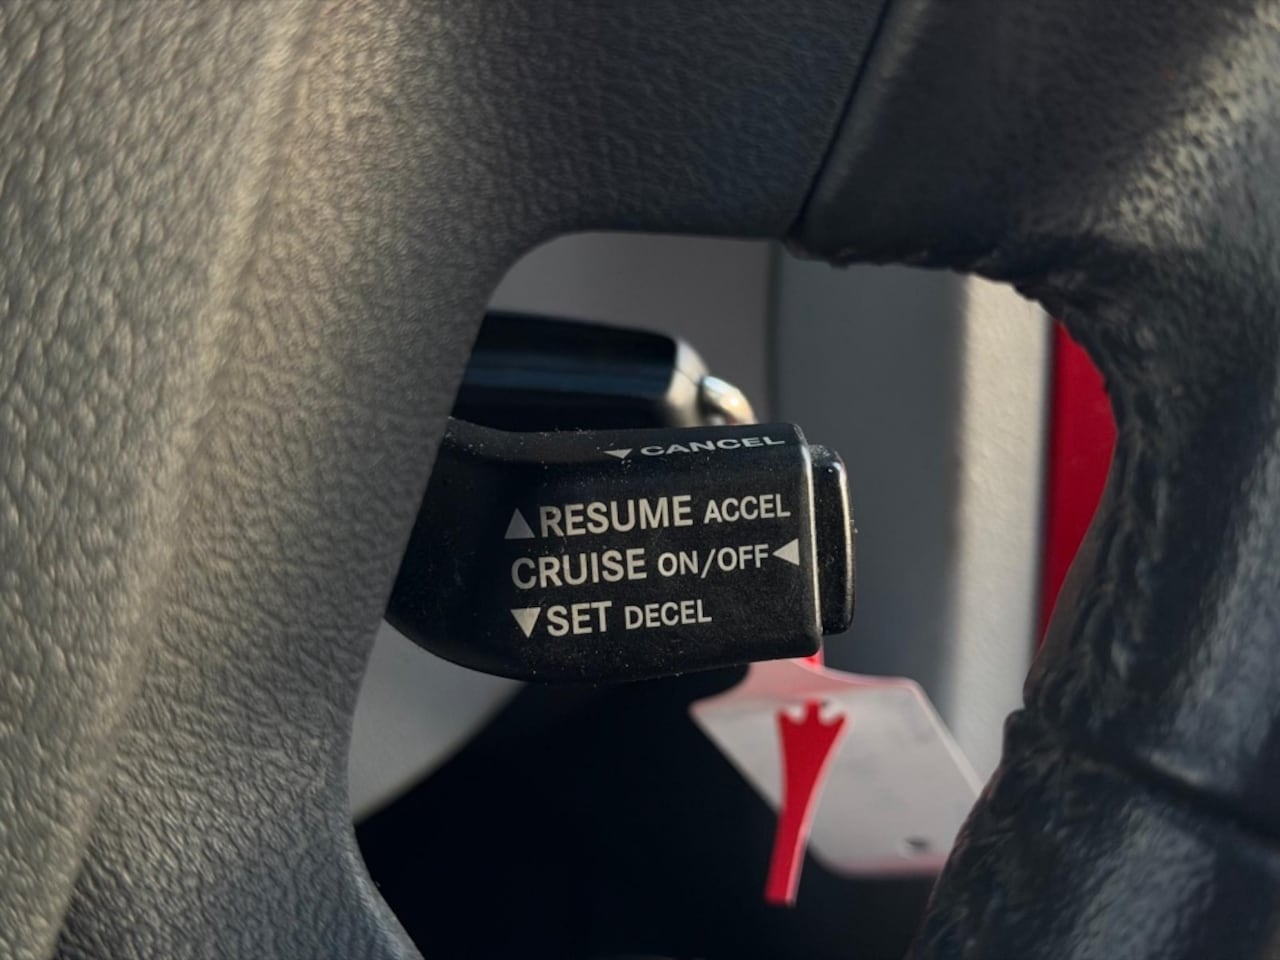 ▼CANCEL
▲RESUME ACCEL
CRUISE ON/OFF◀
▼SET DECEL